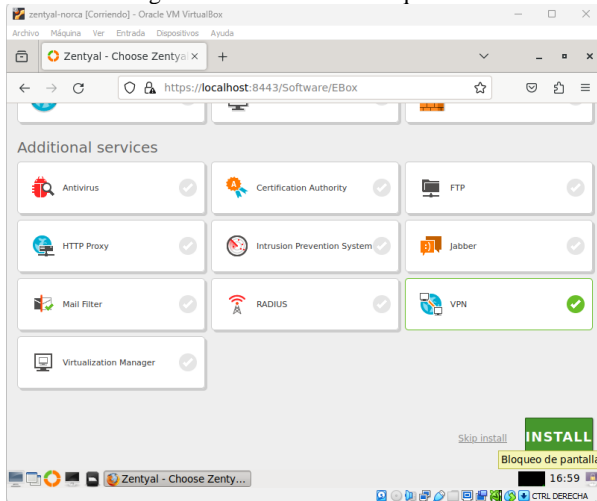 zentyal-norca [Corriendo] - Oracle VM VirtualBox
Archivo Máquina Ver Entrada Dispositivos Ayuda
Zentyal - Choose Zentyal
https://localhost:8443/Software/EBox
Additional services
Antivirus
Certification Authority
FTP
HTTP Proxy
Intrusion Prevention System
Jabber
Mail Filter
RADIUS
VPN
Virtualization Manager
Skip install
INSTALL
Bloqueo de pantalla
Zentyal - Choose Zenty...
16:59
CTRL DERECHA